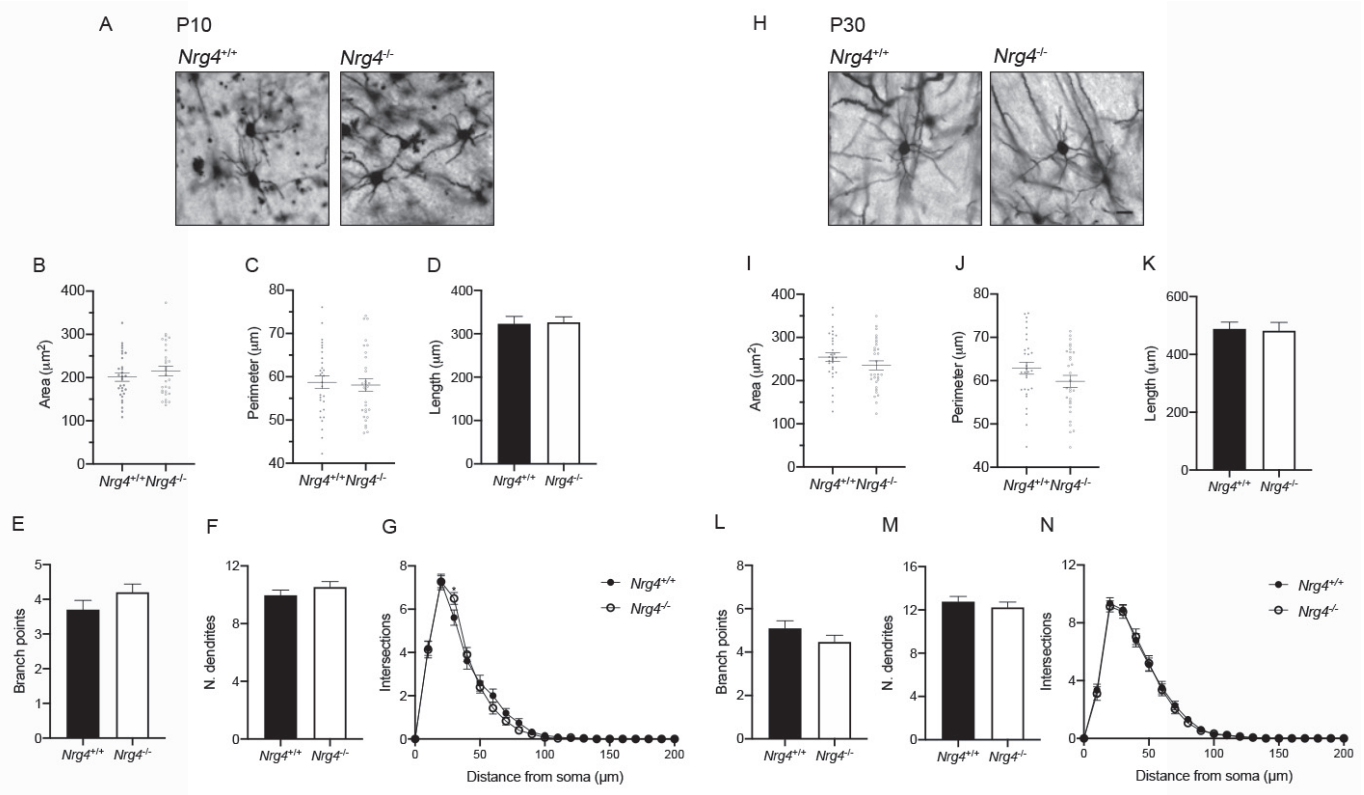 A P10
Nrg4+/+ Nrg4-/-
H P30
Nrg4+/+ Nrg4-/-
B
Area (μm2)
400
300
200
100
0
Nrg4+/+ Nrg4-/-
C
Perimeter (μm)
80
70
60
50
40
Nrg4+/+ Nrg4-/-
D
Length (μm)
400
300
200
100
0
Nrg4+/+ Nrg4-/-
I
Area (μm2)
400
300
200
100
0
Nrg4+/+ Nrg4-/-
J
Perimeter (μm)
80
70
60
50
40
Nrg4+/+ Nrg4-/-
K
Length (μm)
600
400
200
0
Nrg4+/+ Nrg4-/-
E
Branch points
5
4
3
2
1
0
Nrg4+/+ Nrg4-/-
F
N. dendrites
12
8
4
0
Nrg4+/+ Nrg4-/-
G
Intersections
8
6
4
2
0
*
Nrg4+/+
Nrg4-/-
0 50 100 150 200
Distance from soma (μm)
L
Branch points
8
6
4
2
0
Nrg4+/+ Nrg4-/-
M
N. dendrites
16
12
8
4
0
Nrg4+/+ Nrg4-/-
N
Intersections
12
8
4
0
Nrg4+/+
Nrg4-/-
0 50 100 150 200
Distance from soma (μm)